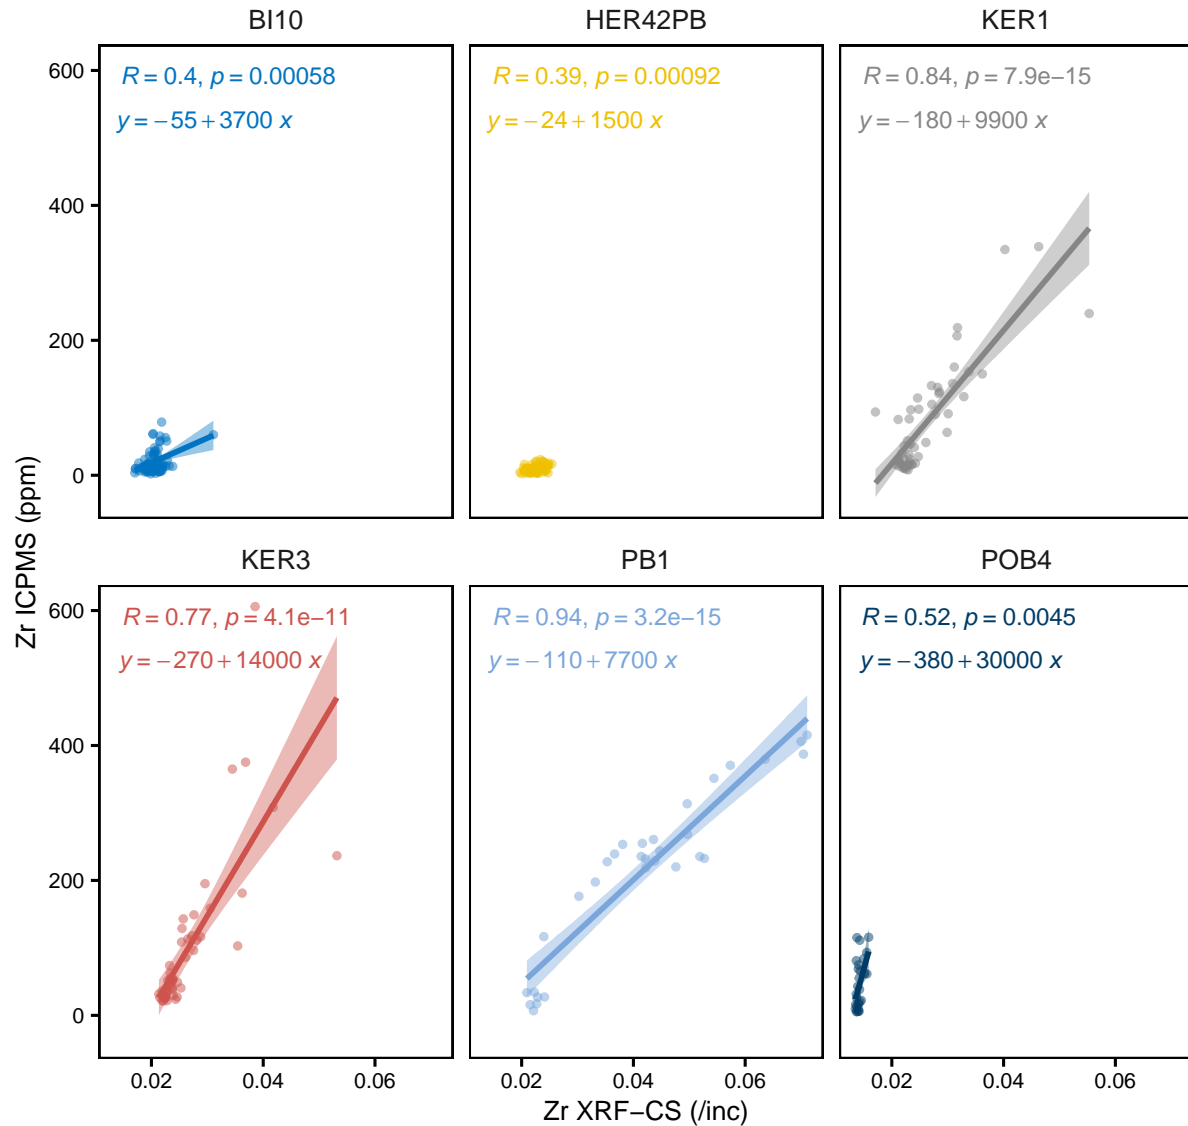 BI10
HER42PB
KER1
R = 0.4, p = 0.00058
y = −55 + 3700 x
R = 0.39, p = 0.00092
y = −24 + 1500 x
R = 0.84, p = 7.9e−15
y = −180 + 9900 x
600
400
200
0
Zr ICPMS (ppm)
KER3
PB1
POB4
R = 0.77, p = 4.1e−11
y = −270 + 14000 x
R = 0.94, p = 3.2e−15
y = −110 + 7700 x
R = 0.52, p = 0.0045
y = −380 + 30000 x
600
400
200
0
0.02 0.04 0.06
0.02 0.04 0.06
0.02 0.04 0.06
Zr XRF−CS (/inc)